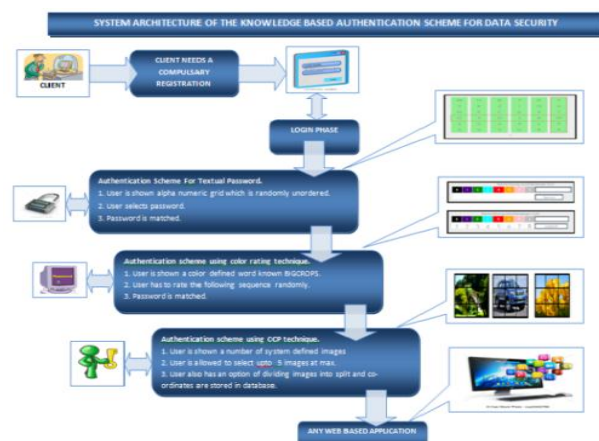 SYSTEM ARCHITECTURE OF THE KNOWLEDGE BASED AUTHENTICATION SCHEME FOR DATA SECURITY
CLIENT
CLIENT NEEDS A
COMPULSARY
REGISTRATION
LOGIN PHASE
Authentication Scheme For Textual Password.
1. User is shown alpha numeric grid which is randomly unordered.
2. User selects password.
3. Password is matched.
Authentication scheme using color rating technique.
1. User is shown a color defined word known BIGCROPS.
2. User has to rate the following sequence randomly.
3. Password is matched.
Authentication scheme using CCP technique.
1. User is shown a number of system defined images
2. User is allowed to select upto 5 images at max.
3. User also has an option of dividing images into split and co-
ordinates are stored in database.
ANY WEB BASED APPLICATION